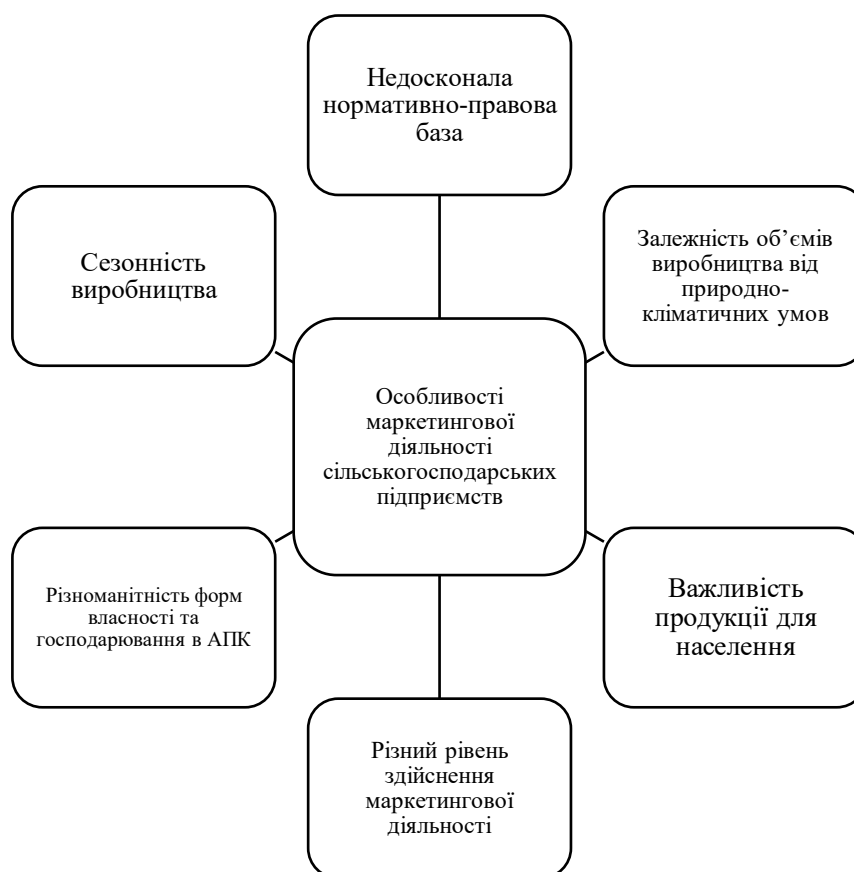 Недосконала
нормативно-правова
база
Сезонність
виробництва
Залежність об’ємів
виробництва від
природно-
кліматичних умов
Особливості
маркетингової
діяльності
сільськогосподарських
підприємств
Різноманітність форм
власності та
господарювання в АПК
Важливість
продукції для
населення
Різний рівень
здійснення
маркетингової
діяльності